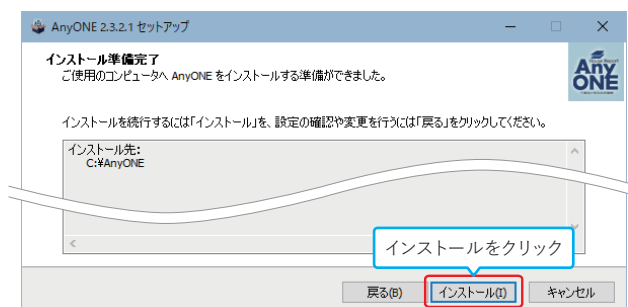 AnyONE 2.3.2.1 セットアップ
インストール準備完了
ご使用のコンピュータへ AnyONE をインストールする準備ができました。
Any
ONE
インストールを続行するには「インストール」を、設定の確認や変更を行うには「戻る」をクリックしてください。
インストール先:
C:¥AnyONE
インストールをクリック
戻る(B)
インストール(I)
キャンセル